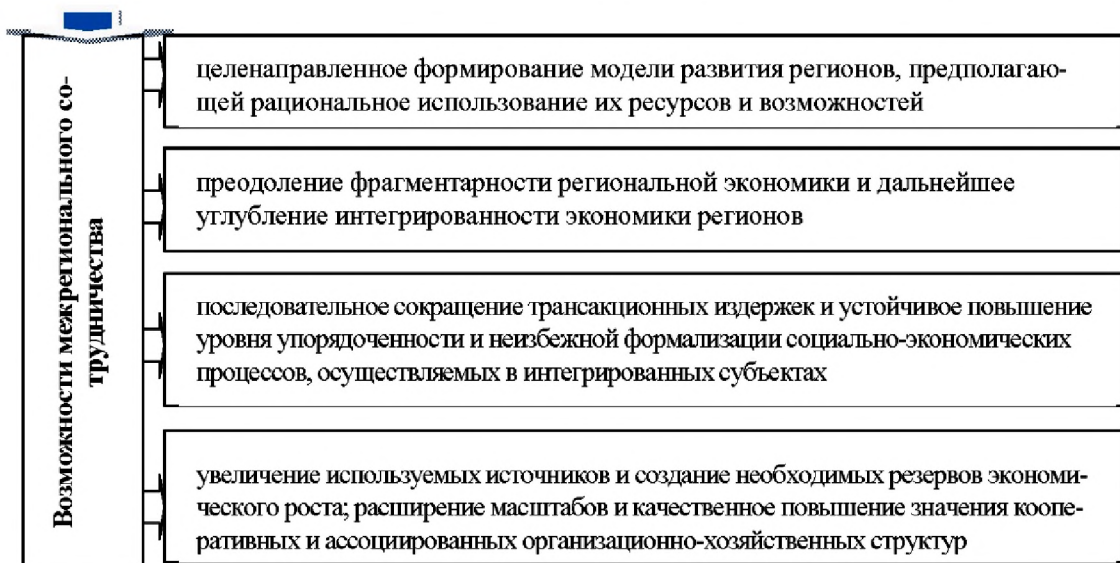 Возможности межрегионального со-
трудничества
целенаправленное формирование модели развития регионов, предполагаю-
щей рациональное использование их ресурсов и возможностей
преодоление фрагментарности региональной экономики и дальнейшее
углубление интегрированности экономики регионов
последовательное сокращение трансакционных издержек и устойчивое повышение
уровня упорядоченности и неизбежной формализации социально-экономических
процессов, осуществляемых в интегрированных субъектах
увеличение используемых источников и создание необходимых резервов экономи-
ческого роста; расширение масштабов и качественное повышение значения коопе-
ративных и ассоциированных организационно-хозяйственных структур